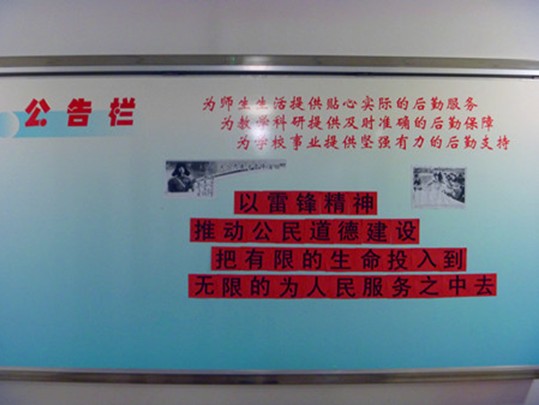 公告栏
为师生生活提供贴心实际的后勤服务
为教学科研提供及时准确的后勤保障
为学校事业提供坚强有力的后勤支持
以雷锋精神
推动公民道德建设
把有限的生命投入到
无限的为人民服务之中去